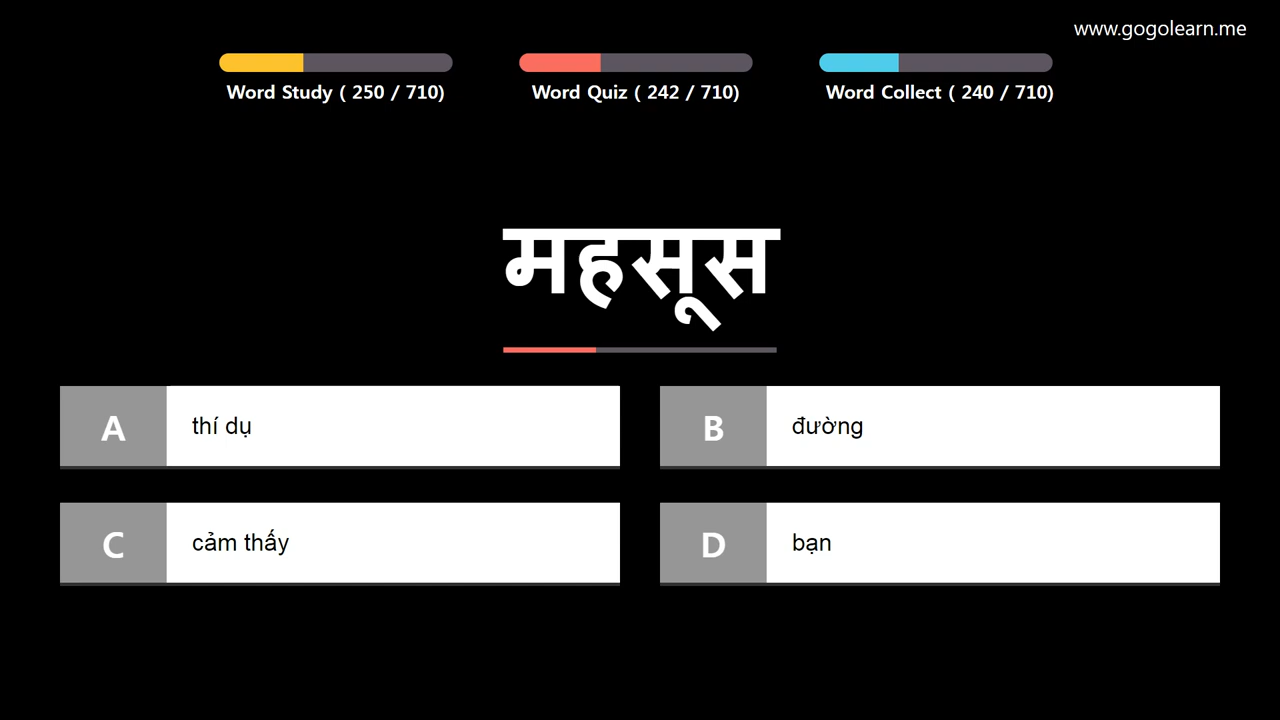 www.gogolearn.me
Word Study ( 250 / 710)
Word Quiz ( 242 / 710)
Word Collect ( 240 / 710)
महसूस
A
thí dụ
B
đường
C
cảm thấy
D
bạn